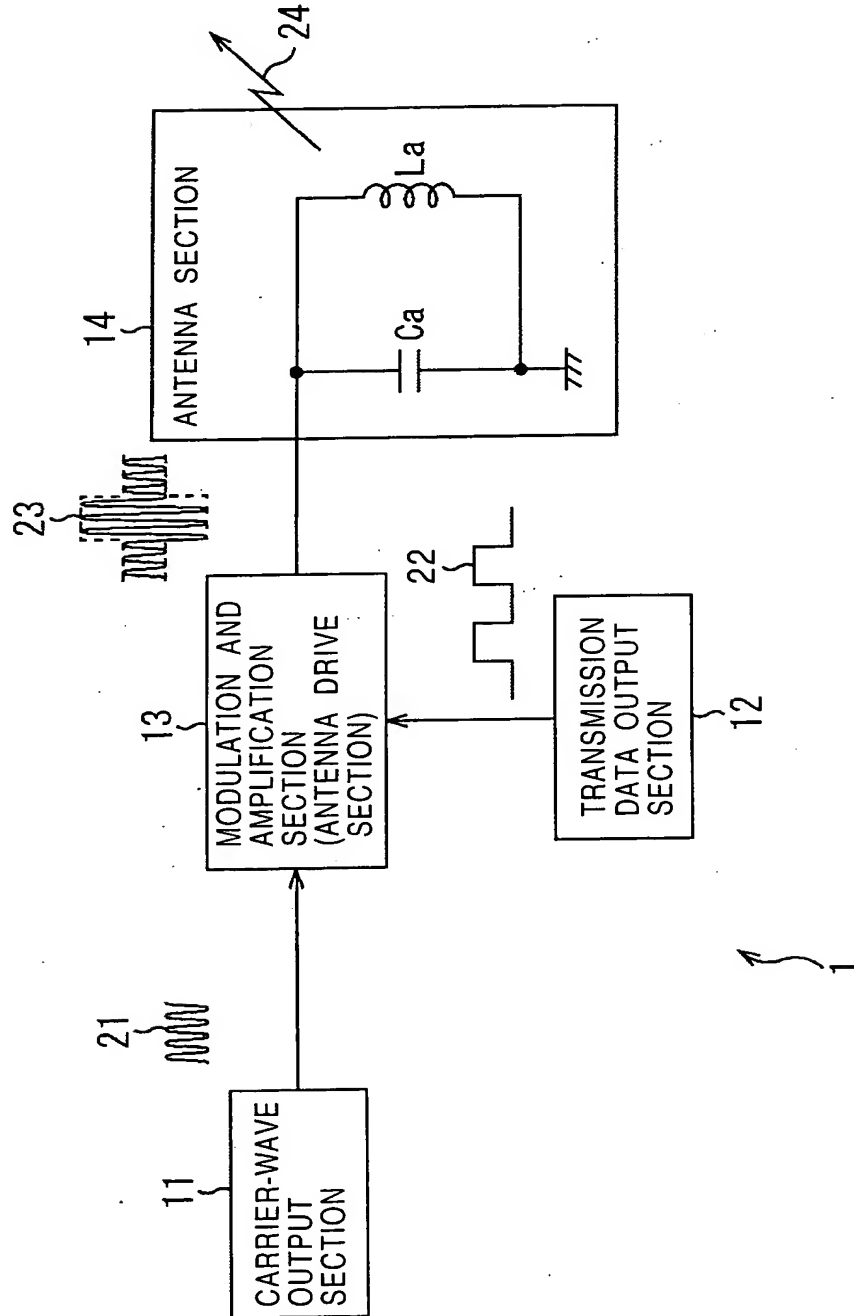 11
CARRIER-WAVE
OUTPUT
SECTION
21
13
MODULATION AND
AMPLIFICATION
SECTION
(ANTENNA DRIVE
SECTION)
23
22
TRANSMISSION
DATA OUTPUT
SECTION
12
14
ANTENNA SECTION
Ca
La
24
1